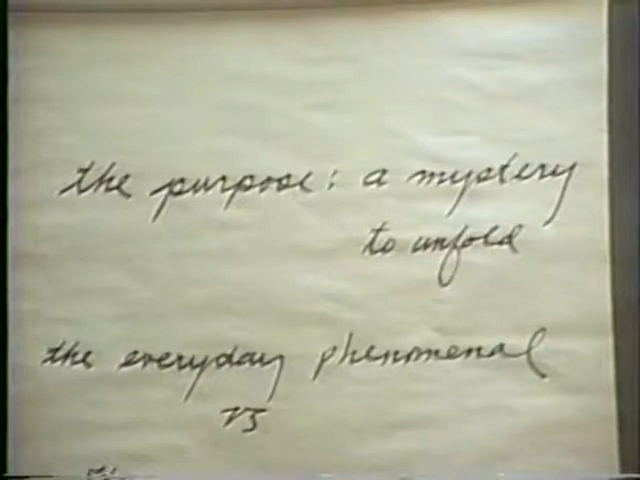 the purpose: a mystery
to unfold
the everyday phenomenal
vs